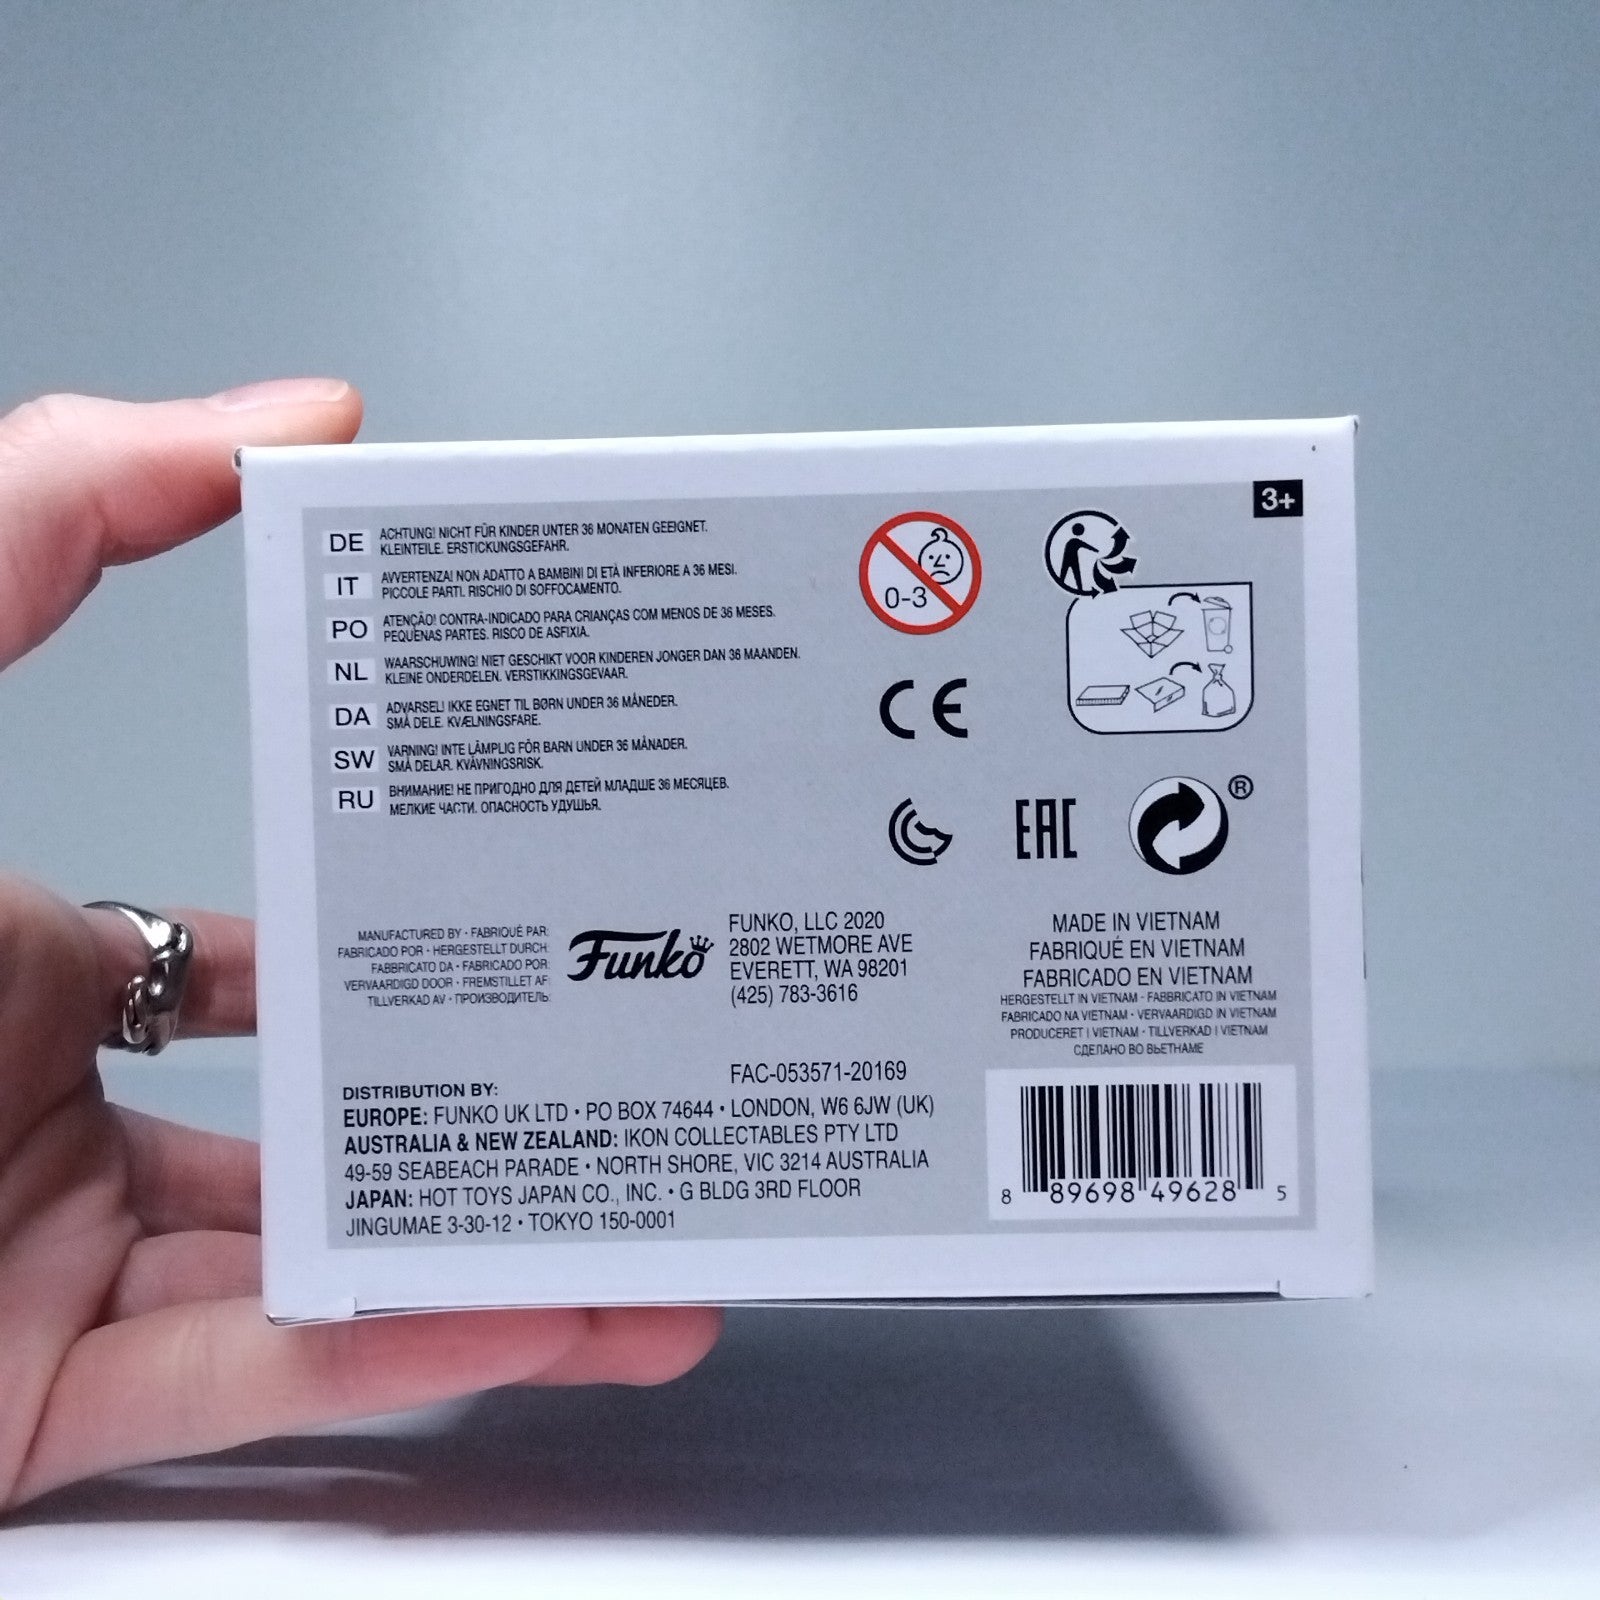 3+
DE ACHTUNG! NICHT FÜR KINDER UNTER 36 MONATEN GEEIGNET.
KLEINTEILE. ERSTICKUNGSGEFAHR.
IT AVVERTENZA! NON ADATTO A BAMBINI DI ETÀ INFERIORE A 36 MESI.
PICCOLE PARTI. RISCHIO DI SOFFOCAMENTO.
PO ATENÇÃO! CONTRA-INDICADO PARA CRIANÇAS COM MENOS DE 36 MESES.
PEQUENAS PARTES. RISCO DE ASFIXIA.
NL WAARSCHUWING! NIET GESCHIKT VOOR KINDEREN JONGER DAN 36 MAANDEN.
KLEINE ONDERDELEN. VERSTIKKINGSGEVAAR.
DA ADVARSEL! IKKE EGNET TIL BØRN UNDER 36 MÅNEDER.
SMÅ DELE. KVÆLNINGSFARE.
SW VARNING! INTE LÄMPLIG FÖR BARN UNDER 36 MÅNADER.
SMÅ DELAR. KVÄVNINGSRISK.
RU ВНИМАНИЕ! НЕ ПРИГОДНО ДЛЯ ДЕТЕЙ МЛАДШЕ 36 МЕСЯЦЕВ.
МЕЛКИЕ ЧАСТИ. ОПАСНОСТЬ УДУШЬЯ.
0-3
CE
EAC
®
MANUFACTURED BY • FABRIQUÉ PAR:
FABRICADO POR • HERGESTELLT DURCH:
FABBRICATO DA • FABRICADO POR:
VERVAARDIGD DOOR • FREMSTILLET AF:
TILLVERKAD AV • ПРОИЗВОДИТЕЛЬ:
Funko
FUNKO, LLC 2020
2802 WETMORE AVE
EVERETT, WA 98201
(425) 783-3616
MADE IN VIETNAM
FABRIQUÉ EN VIETNAM
FABRICADO EN VIETNAM
HERGESTELLT IN VIETNAM • FABBRICATO IN VIETNAM
FABRICADO NA VIETNAM • VERVAARDIGD IN VIETNAM
PRODUCERET I VIETNAM • TILLVERKAD I VIETNAM
СДЕЛАНО ВО ВЬЕТНАМЕ
FAC-053571-20169
DISTRIBUTION BY:
EUROPE: FUNKO UK LTD • PO BOX 74644 • LONDON, W6 6JW (UK)
AUSTRALIA & NEW ZEALAND: IKON COLLECTABLES PTY LTD
49-59 SEABEACH PARADE • NORTH SHORE, VIC 3214 AUSTRALIA
JAPAN: HOT TOYS JAPAN CO., INC. • G BLDG 3RD FLOOR
JINGUMAE 3-30-12 • TOKYO 150-0001
8 89698 49628 5